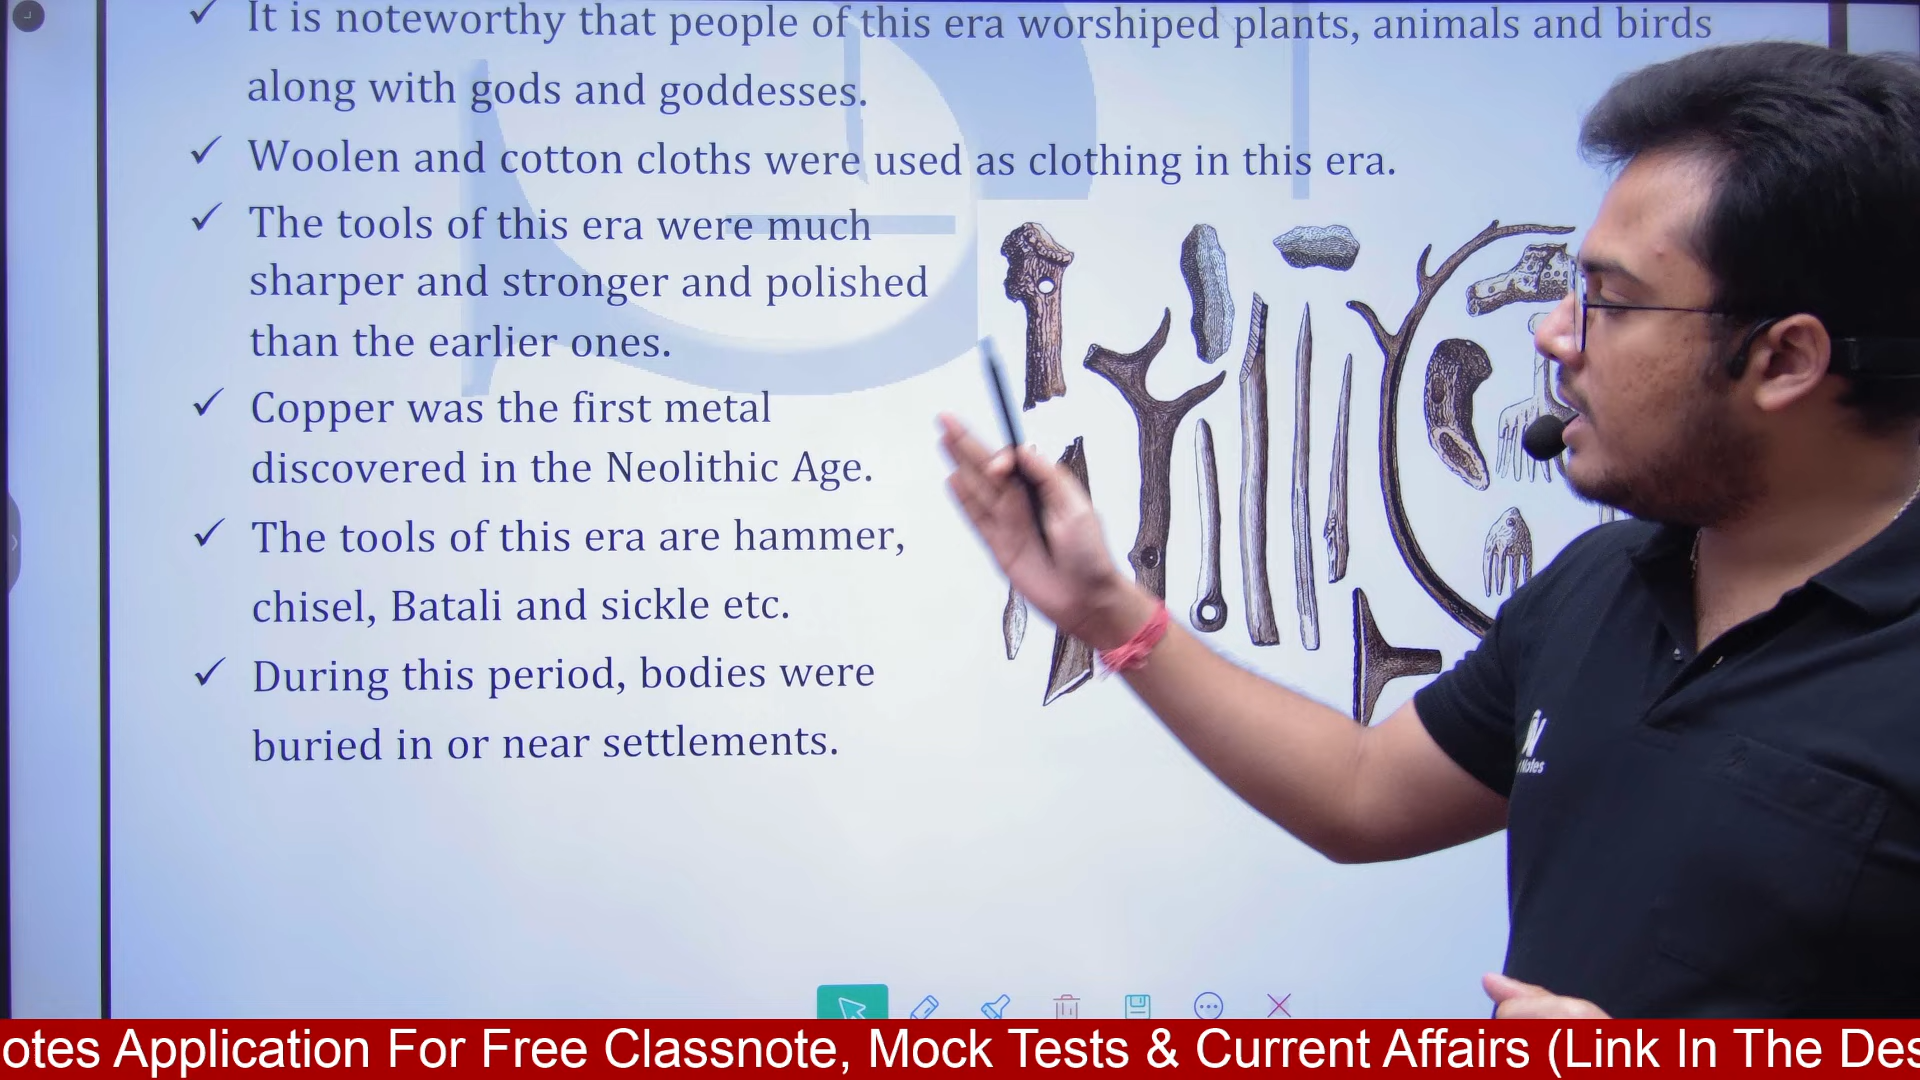 It is noteworthy that people of this era worshiped plants, animals and birds
along with gods and goddesses.
Woolen and cotton cloths were used as clothing in this era.
The tools of this era were much
sharper and stronger and polished
than the earlier ones.
Copper was the first metal
discovered in the Neolithic Age.
The tools of this era are hammer,
chisel, Batali and sickle etc.
During this period, bodies were
buried in or near settlements.
otes Application For Free Classnote, Mock Tests & Current Affairs (Link In The Des